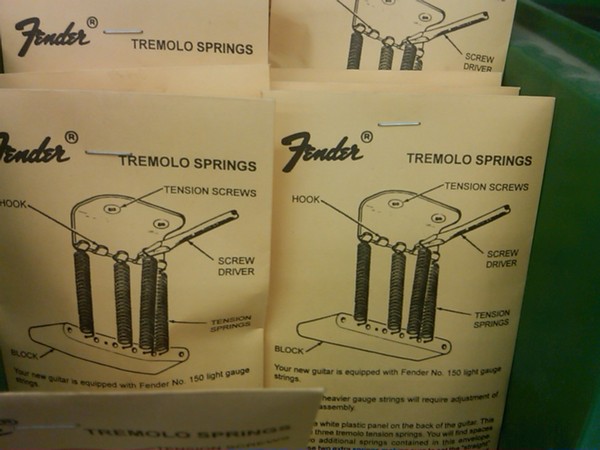 Fender®
TREMOLO SPRINGS
SCREW
DRIVER
Fender®
TREMOLO SPRINGS
TENSION SCREWS
HOOK
SCREW
DRIVER
TENSION
SPRINGS
BLOCK
Your new guitar is equipped with Fender No. 150 light gauge
strings.
Fender®
TREMOLO SPRINGS
TENSION SCREWS
HOOK
SCREW
DRIVER
TENSION
SPRINGS
BLOCK
Your new guitar is equipped with Fender No. 150 light gauge
strings.
heavier gauge strings will require adjustment of
assembly.
white plastic panel on the back of the guitar. This
three tremolo tension springs. You will find spaces
additional springs contained in this envelope.
two extra
TREMOLO SPRINGS
TENSION SCREWS